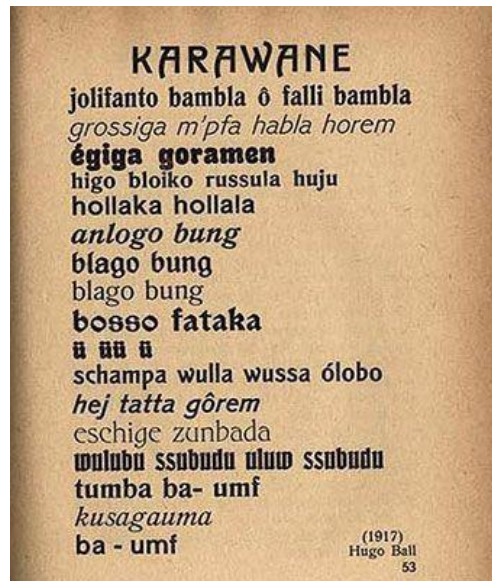 KARAWANE
jolifanto bambla ô falli bambla
grossiga m'pfa habla horem
égiga goramen
higo bloiko russula huju
hollaka hollala
anlogo bung
blago bung
blago bung
bosso fataka
ü üü ü
schampa wulla wussa ólobo
hej tatta gôrem
eschige zunbada
wulubu ssubudu uluw ssubudu
tumba ba- umf
kusagauma
ba - umf
(1917)
Hugo Ball
53